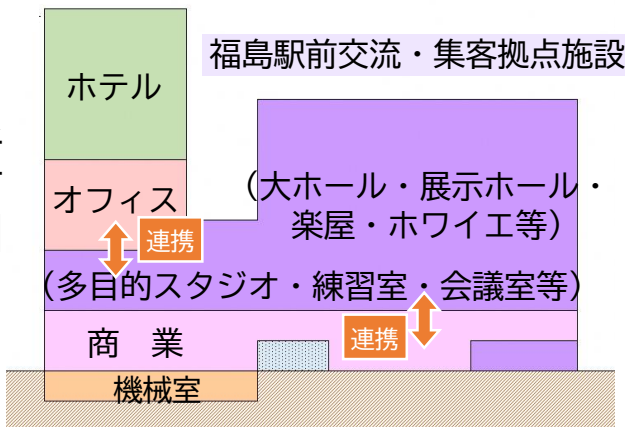 福島駅前交流・集客拠点施設
ホテル
オフィス
(大ホール・展示ホール・
楽屋・ホワイエ等)
連携
(多目的スタジオ・練習室・会議室等)
商 業
連携
機械室